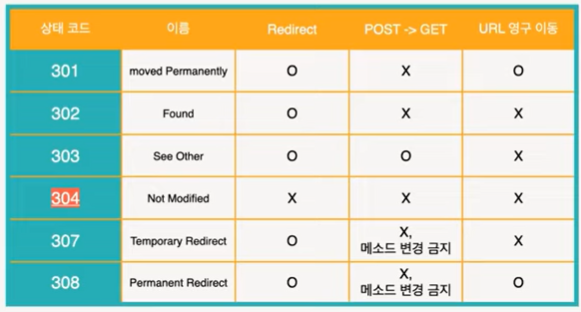 상태 코드 이름 Redirect POST -> GET URL 영구 이동
301 moved Permanently O X O
302 Found O X X
303 See Other O O X
304 Not Modified X X X
307 Temporary Redirect O X, 메소드 변경 금지 X
308 Permanent Redirect O X, 메소드 변경 금지 O